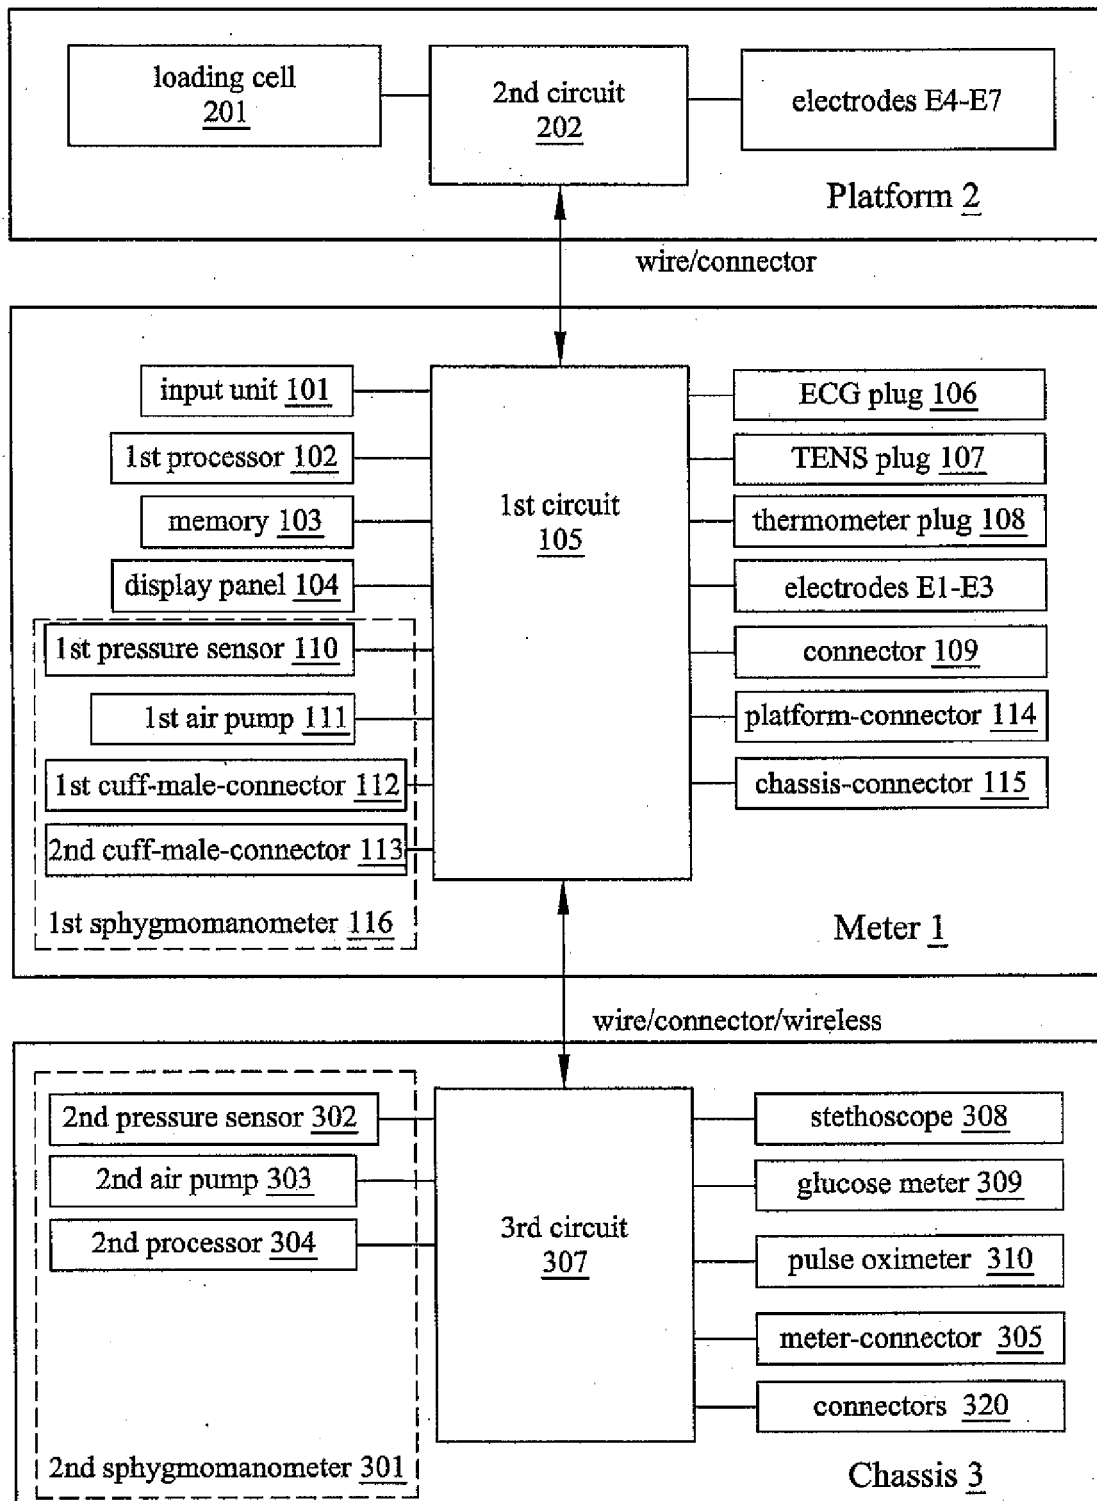 loading cell
201
2nd circuit
202
electrodes E4-E7
Platform 2
wire/connector
input unit 101
1st processor 102
memory 103
display panel 104
1st pressure sensor 110
1st air pump 111
1st cuff-male-connector 112
2nd cuff-male-connector 113
1st sphygmomanometer 116
1st circuit
105
ECG plug 106
TENS plug 107
thermometer plug 108
electrodes E1-E3
connector 109
platform-connector 114
chassis-connector 115
Meter 1
wire/connector/wireless
2nd pressure sensor 302
2nd air pump 303
2nd processor 304
2nd sphygmomanometer 301
3rd circuit
307
stethoscope 308
glucose meter 309
pulse oximeter 310
meter-connector 305
connectors 320
Chassis 3